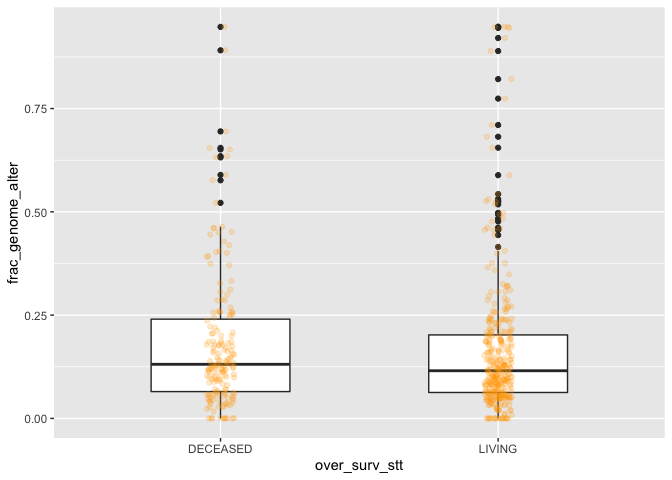 frac_genome_alter
0.75
0.50
0.25
0.00
DECEASED
LIVING
over_surv_stt